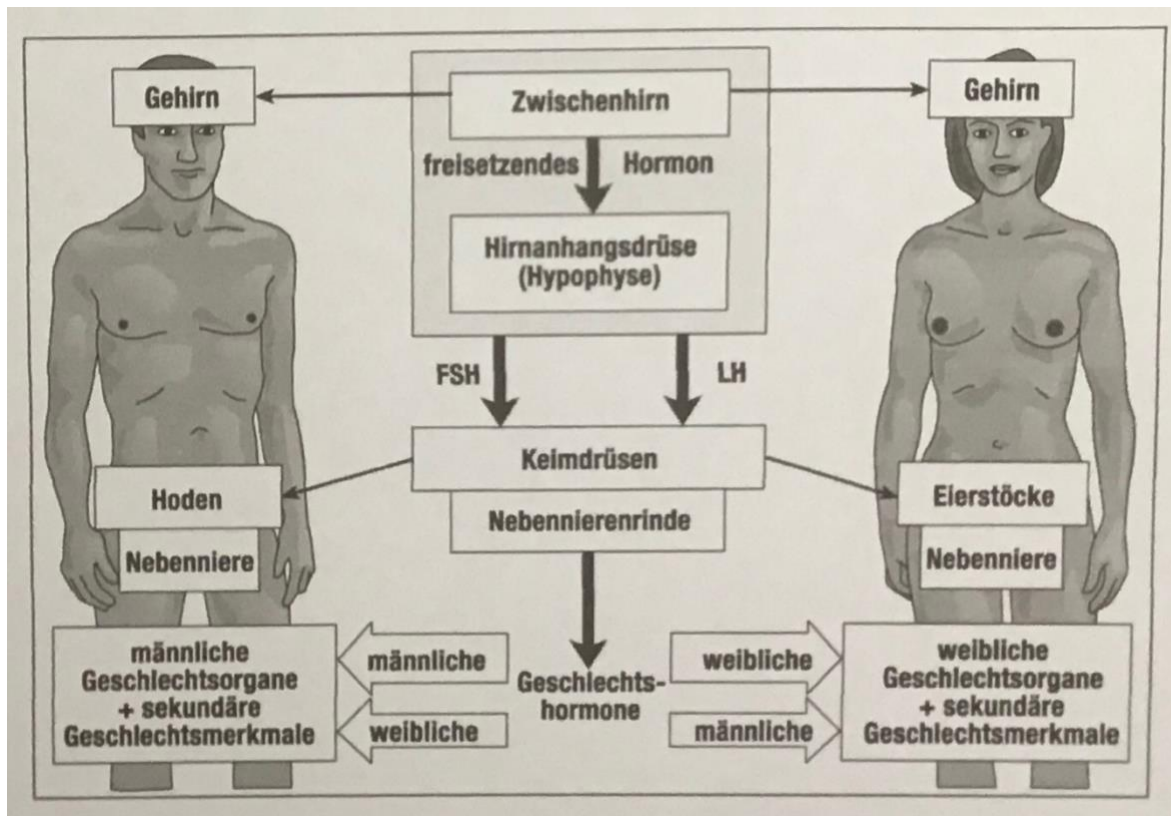 Gehirn
Zwischenhirn
Gehirn
freisetzendes Hormon
Hirnanhangsdrüse
(Hypophyse)
FSH
LH
Keimdrüsen
Nebennierenrinde
Hoden
Nebenniere
Eierstöcke
Nebenniere
männliche
Geschlechtsorgane
+ sekundäre
Geschlechtsmerkmale
männliche
weibliche
Geschlechts-
hormone
weibliche
männliche
weibliche
Geschlechtsorgane
+ sekundäre
Geschlechtsmerkmale